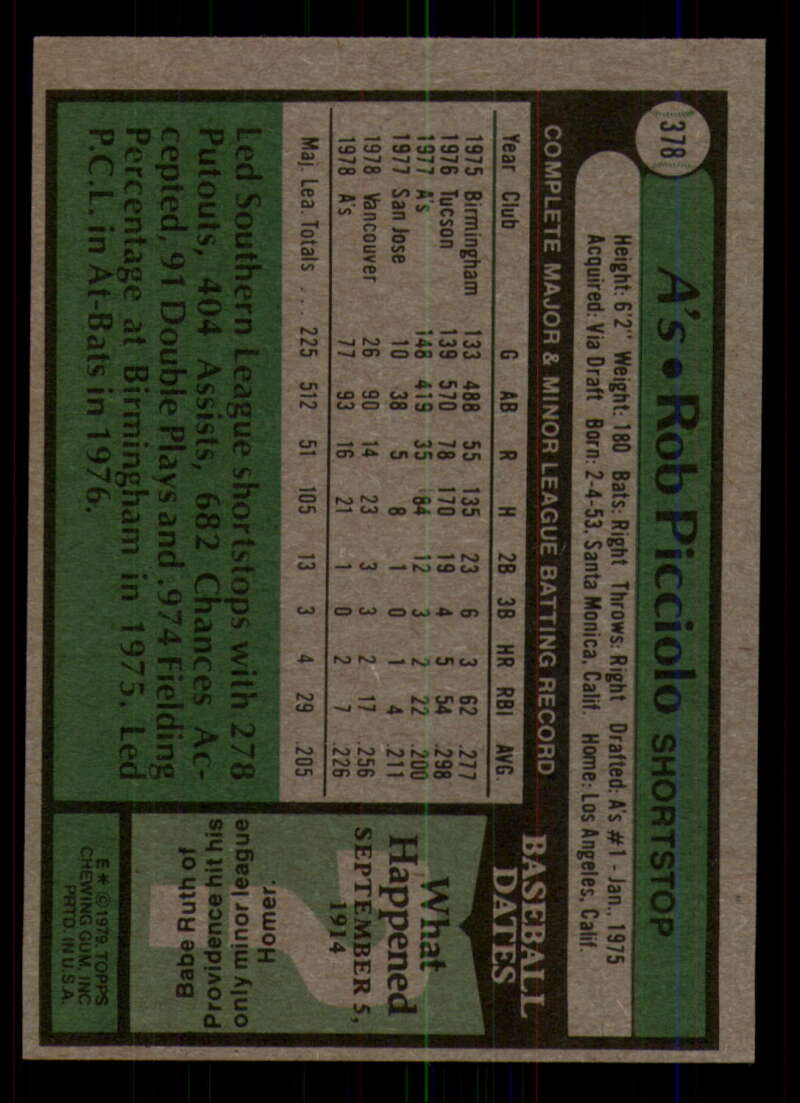 378
A's • Rob Picciolo SHORTSTOP
Height: 6'2" Weight: 180 Bats: Right Throws: Right Drafted: A's #1 - Jan., 1975
Acquired: Via Draft Born: 2-4-53, Santa Monica, Calif. Home: Los Angeles, Calif.
COMPLETE MAJOR & MINOR LEAGUE BATTING RECORD
Year Club G AB R H 2B 3B HR RBI AVG.
1975 Birmingham 133 488 55 135 23 6 3 62 .277
1976 Tucson 139 570 78 170 19 4 5 54 .298
1977 A's 148 419 35 84 12 3 2 22 .200
1977 San Jose 10 38 5 8 1 0 1 4 .211
1978 Vancouver 26 90 14 23 3 3 2 17 .256
1978 A's 77 93 16 21 1 0 2 7 .226
Maj. Lea. Totals . . . 225 512 51 105 13 3 4 29 .205
Led Southern League shortstops with 278
Putouts, 404 Assists, 682 Chances Ac-
cepted, 91 Double Plays and .974 Fielding
Percentage at Birmingham in 1975. Led
P.C.L. in At-Bats in 1976.
BASEBALL
DATES
What
Happened
SEPTEMBER 5,
1914
?
Babe Ruth of
Providence hit his
only minor league
Homer.
E * © 1979, TOPPS
CHEWING GUM, INC
PRTD. IN U.S.A.